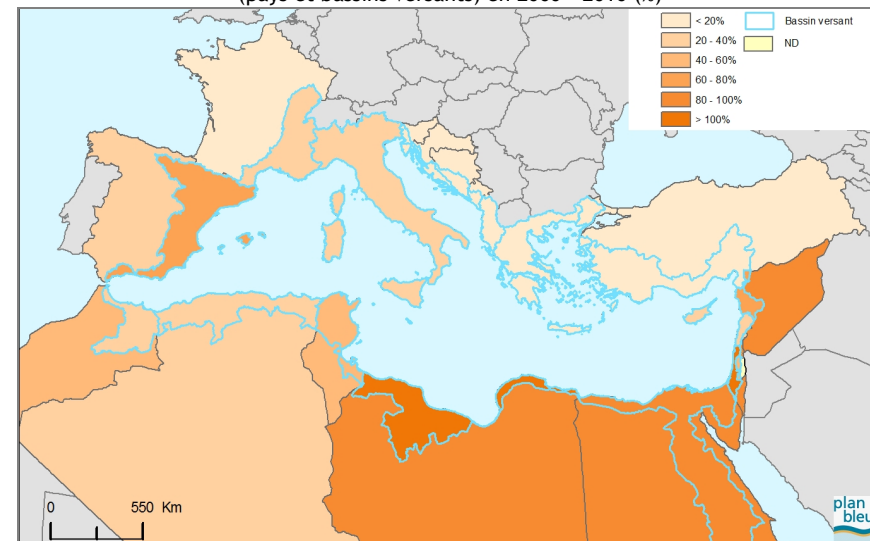 (pays et bassins versants) en 2005 - 2010 (%)
< 20%
20 - 40%
40 - 60%
60 - 80%
80 - 100%
> 100%
Bassin versant
ND
0 550 Km
plan
bleu